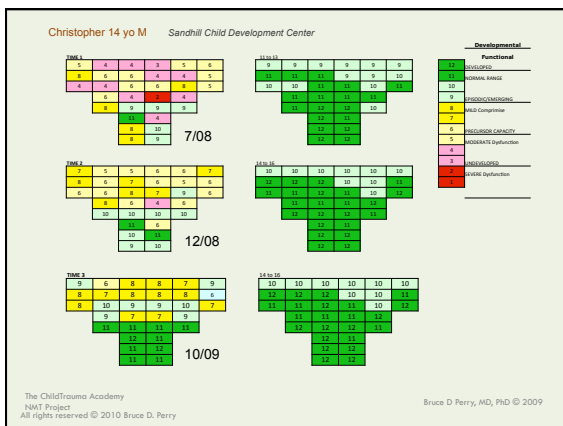 Christopher 14 yo M Sandhill Child Development Center
TIME 1 11 to 13
5 4 4 3 5 6 9 9 9 9 9 9
8 6 6 4 4 5 11 11 11 9 9 10
4 4 6 6 8 5 10 10 11 11 10 11
6 4 2 4 11 11 11 11
8 9 9 9 11 12 12 10
11 4 11 11
8 10 12 12
8 9 12 11
7/08
TIME 2 14 to 16
7 5 5 6 6 7 10 10 10 10 10 10
8 6 7 6 5 6 12 12 12 10 10 12
6 6 8 7 9 6 11 11 12 12 10 11
8 6 4 6 11 11 11 12
10 10 10 10 12 12 12 11
11 6 12 12
10 11 12 12
9 10 12 12
12/08
TIME 3 14 to 16
9 6 8 8 7 9 10 10 10 10 10 10
8 7 8 8 8 6 12 12 12 10 10 11
8 10 9 9 10 7 11 11 12 11 10 11
9 7 7 9 11 11 12 12
11 11 11 11 12 12 12 11
12 11 11 12
11 11 12 12
11 11 12 12
10/09
Developmental
Functional
12 DEVELOPED
11 NORMAL RANGE
10
9 EPISODIC/EMERGING
8 MILD Compromise
7
6 PRECURSOR CAPACITY
5 MODERATE Dysfunction
4
3 UNDEVELOPED
2 SEVERE Dysfunction
1
The ChildTrauma Academy
NMT Project
All rights reserved © 2010 Bruce D. Perry
Bruce D Perry, MD, PhD © 2009